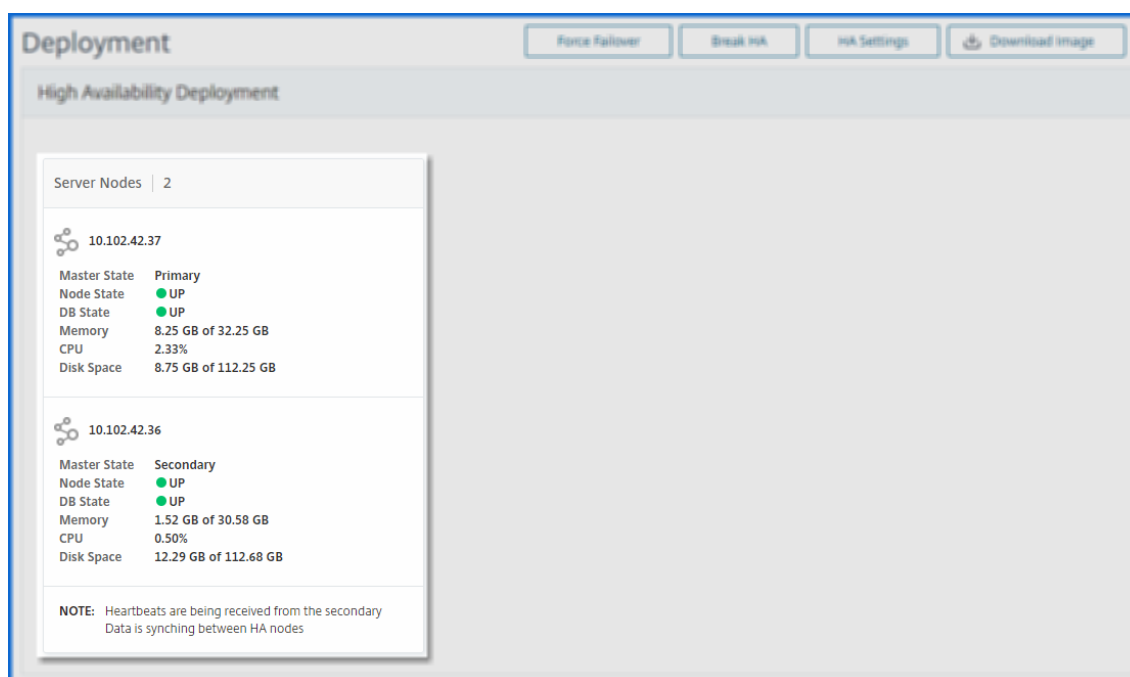 Deployment
Force Failover
Break HA
HA Settings
Download Image
High Availability Deployment
Server Nodes 2
10.102.42.37
Master State Primary
Node State UP
DB State UP
Memory 8.25 GB of 32.25 GB
CPU 2.33%
Disk Space 8.75 GB of 112.25 GB
10.102.42.36
Master State Secondary
Node State UP
DB State UP
Memory 1.52 GB of 30.58 GB
CPU 0.50%
Disk Space 12.29 GB of 112.68 GB
NOTE: Heartbeats are being received from the secondary
Data is synching between HA nodes